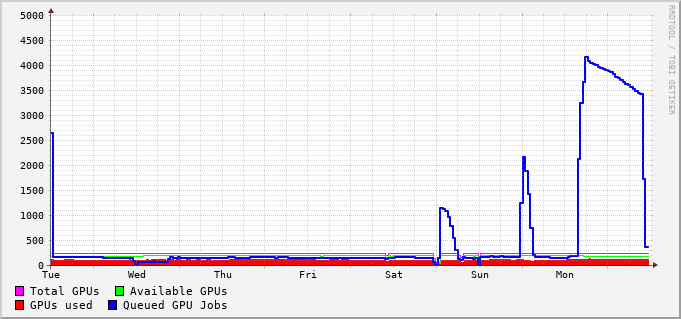 RRDTOOL / TOBI OETIKER
5000
4500
4000
3500
3000
2500
2000
1500
1000
500
0
Tue Wed Thu Fri Sat Sun Mon
Total GPUs Available GPUs
GPUs used Queued GPU Jobs